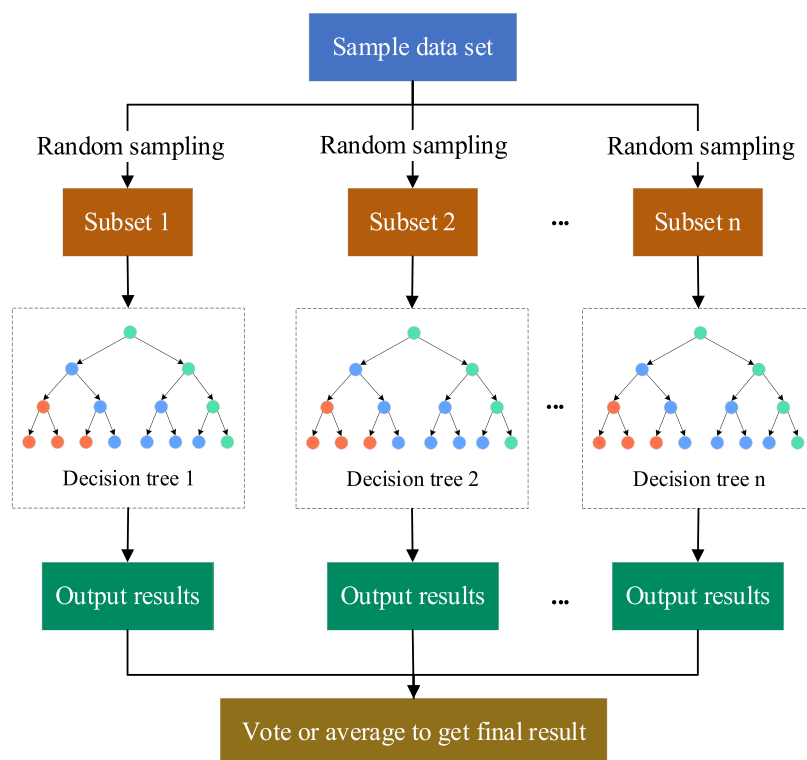 Sample data set
Random sampling
Random sampling
Random sampling
Subset 1
Subset 2
...
Subset n
Decision tree 1
Decision tree 2
...
Decision tree n
Output results
Output results
...
Output results
Vote or average to get final result